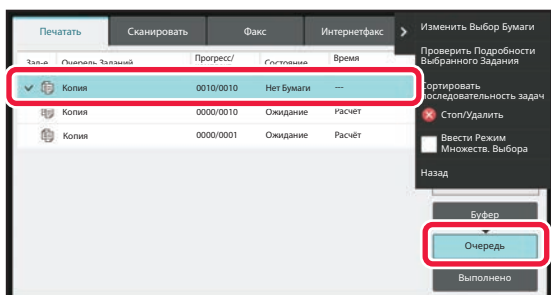 Печатать
Сканировать
Факс
Интернетфакс
Изменить Выбор Бумаги
Проверить Подробности
Выбранного Задания
Сортировать
последовательность задач
Стоп/Удалить
Ввести Режим
Множеств. Выбора
Назад
Зад-е Очередь Заданий Прогресс/ Состояние Время
Копия 0010/0010 Нет Бумаги ---
Копия 0000/0010 Ожидание Расчёт
Копия 0000/0001 Ожидание Расчёт
Буфер
Очередь
Выполнено